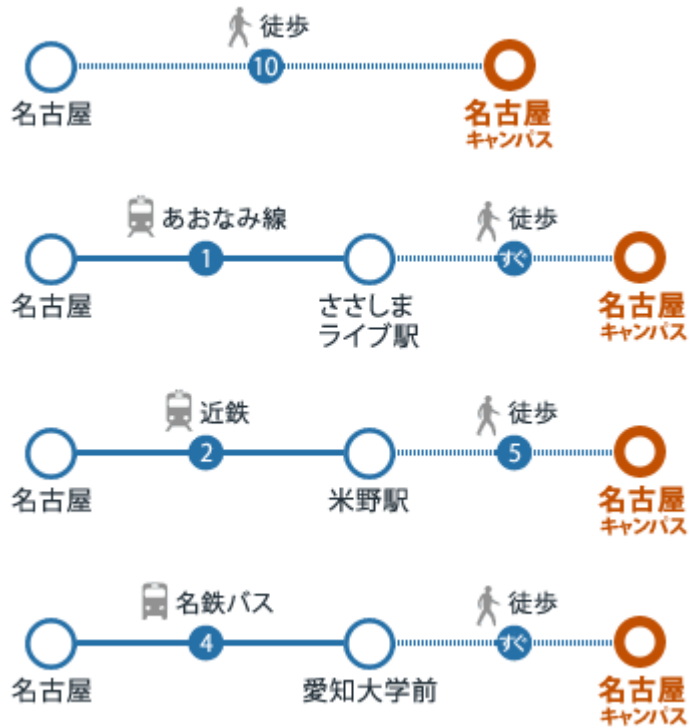 徒歩
10
名古屋
名古屋
キャンパス
あおなみ線
徒歩
1
すぐ
名古屋
ささしま
ライブ駅
名古屋
キャンパス
近鉄
徒歩
2
5
名古屋
米野駅
名古屋
キャンパス
名鉄バス
徒歩
4
すぐ
名古屋
愛知大学前
名古屋
キャンパス